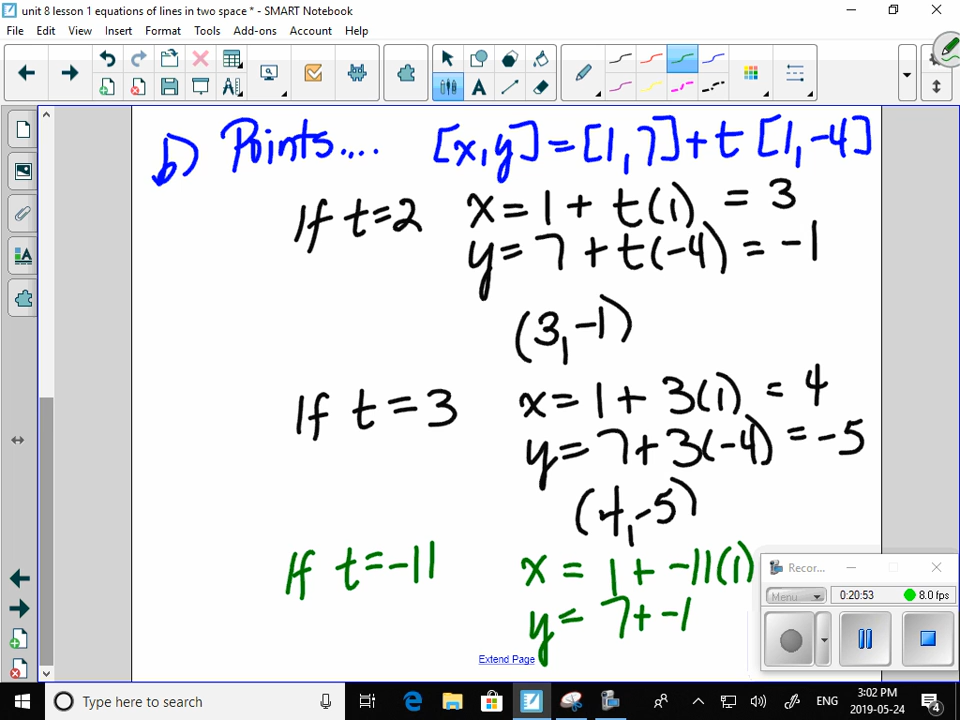 unit 8 lesson 1 equations of lines in two space * - SMART Notebook
File Edit View Insert Format Tools Add-ons Account Help
b) Points.... [x,y] = [1,7] + t [1,-4]
If t=2 x = 1 + t(1) = 3
y = 7 + t(-4) = -1
(3,-1)
If t = 3 x = 1 + 3(1) = 4
y = 7 + 3(-4) = -5
(4,-5)
If t = -11 x = 1 + -11(1)
y = 7 + -1
Extend Page
Recor...
Menu 0:20:53 8.0 fps
Type here to search
ENG
3:02 PM
2019-05-24
4